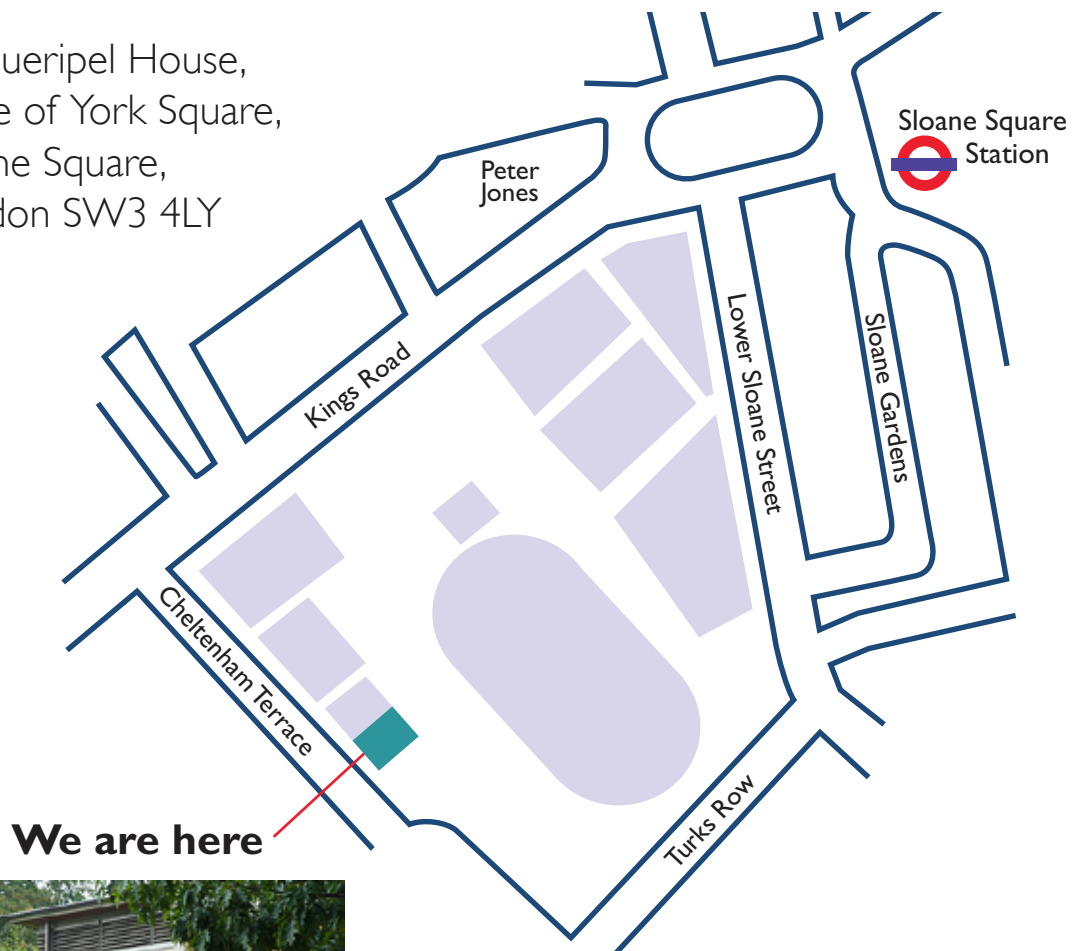 ueripel House,
e of York Square,
ne Square,
don SW3 4LY
Sloane Square
Station
Peter
Jones
Kings Road
Lower Sloane Street
Sloane Gardens
Cheltenham Terrace
Turks Row
We are here